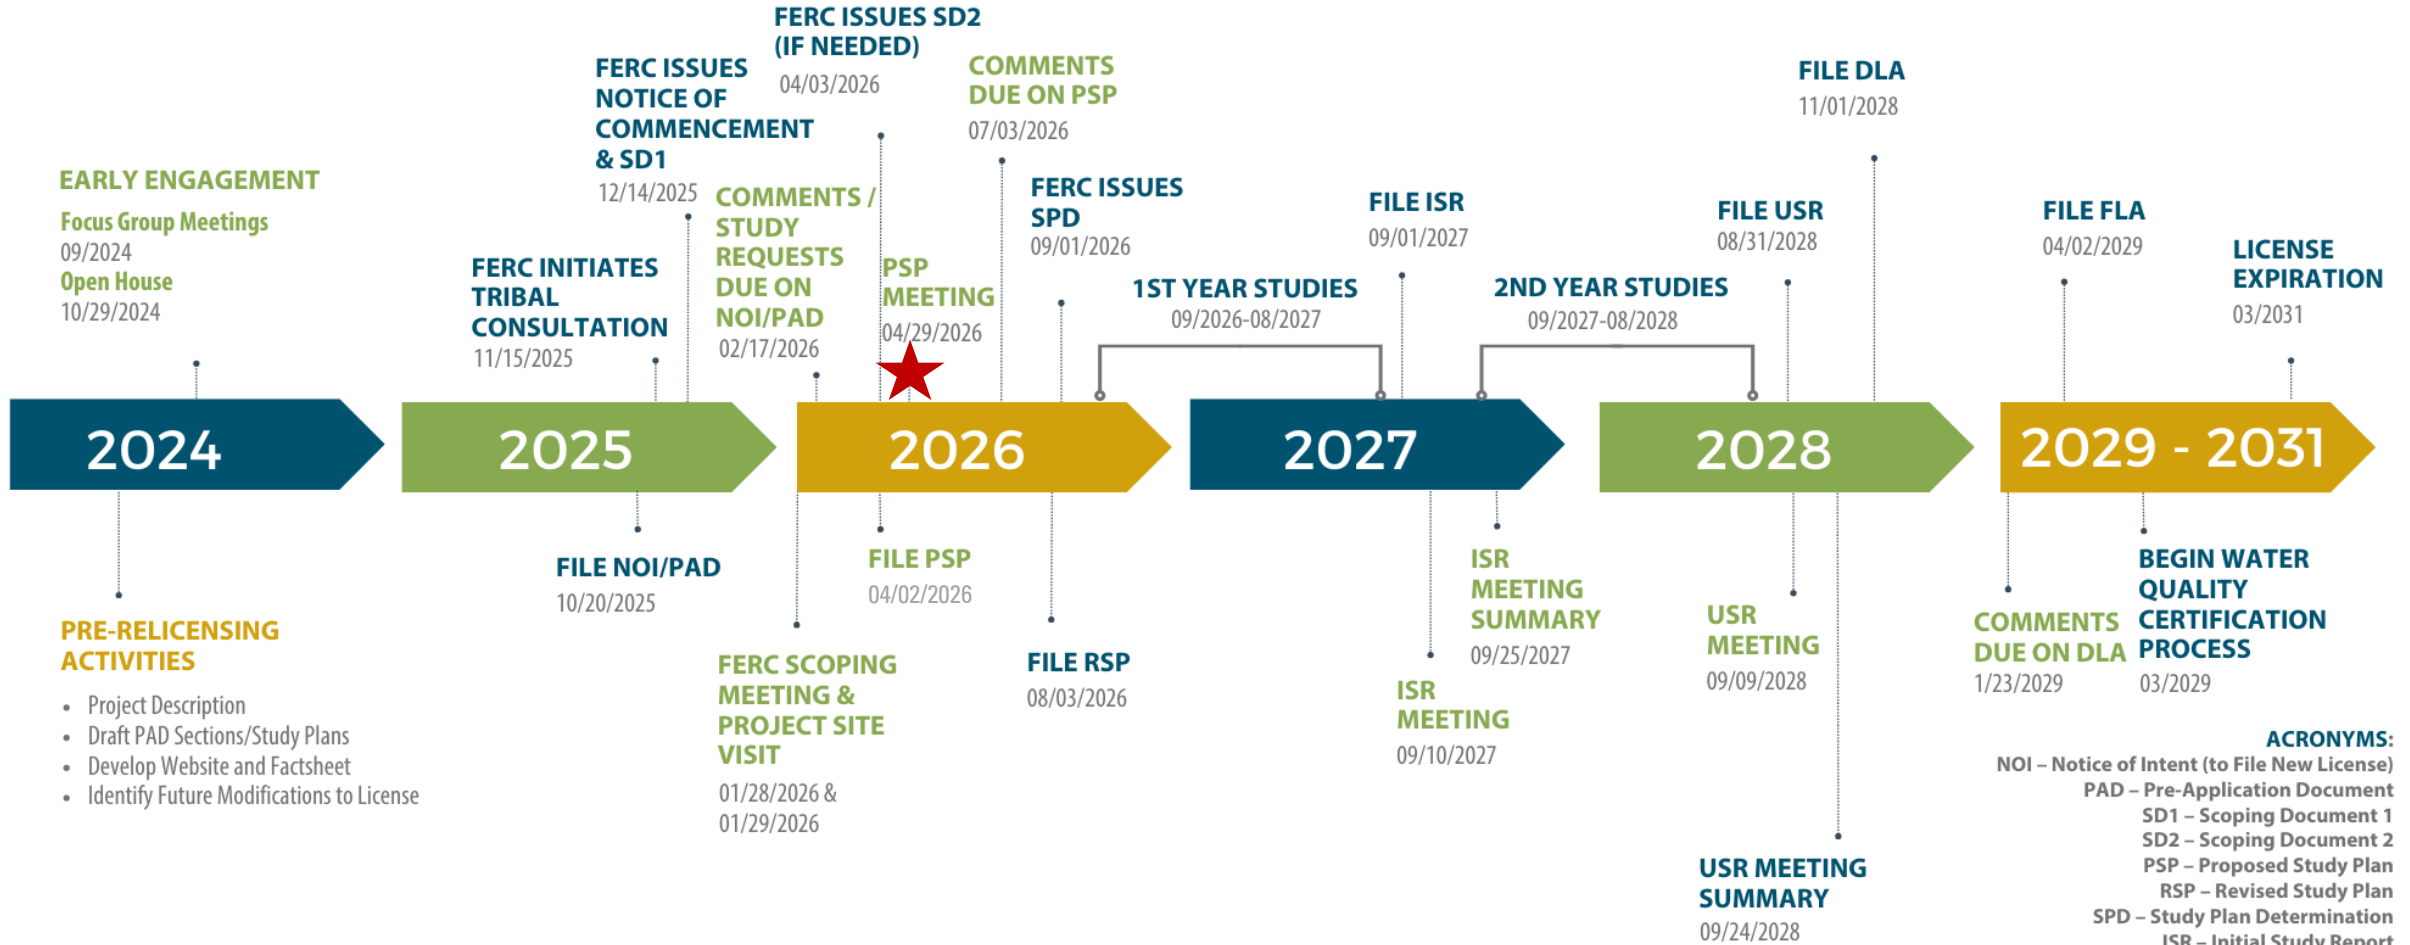 FERC ISSUES SD2
(IF NEEDED)
04/03/2026
FERC ISSUES
NOTICE OF
COMMENCEMENT
& SD1
12/14/2025
COMMENTS
DUE ON PSP
07/03/2026
FILE DLA
11/01/2028
EARLY ENGAGEMENT
Focus Group Meetings
09/2024
Open House
10/29/2024
FERC INITIATES
TRIBAL
CONSULTATION
11/15/2025
COMMENTS /
STUDY
REQUESTS
DUE ON
NOI/PAD
02/17/2026
PSP
MEETING
04/29/2026
FERC ISSUES
SPD
09/01/2026
1ST YEAR STUDIES
09/2026-08/2027
FILE ISR
09/01/2027
2ND YEAR STUDIES
09/2027-08/2028
FILE USR
08/31/2028
FILE FLA
04/02/2029
LICENSE
EXPIRATION
03/2031
2024
2025
2026
2027
2028
2029 - 2031
PRE-RELICENSING
ACTIVITIES
• Project Description
• Draft PAD Sections/Study Plans
• Develop Website and Factsheet
• Identify Future Modifications to License
FILE NOI/PAD
10/20/2025
FERC SCOPING
MEETING &
PROJECT SITE
VISIT
01/28/2026 &
01/29/2026
FILE PSP
04/02/2026
FILE RSP
08/03/2026
ISR
MEETING
09/10/2027
ISR
MEETING
SUMMARY
09/25/2027
USR
MEETING
09/09/2028
USR MEETING
SUMMARY
09/24/2028
COMMENTS
DUE ON DLA
1/23/2029
BEGIN WATER
QUALITY
CERTIFICATION
PROCESS
03/2029
ACRONYMS:
NOI – Notice of Intent (to File New License)
PAD – Pre-Application Document
SD1 – Scoping Document 1
SD2 – Scoping Document 2
PSP – Proposed Study Plan
RSP – Revised Study Plan
SPD – Study Plan Determination
ISR – Initial Study Report